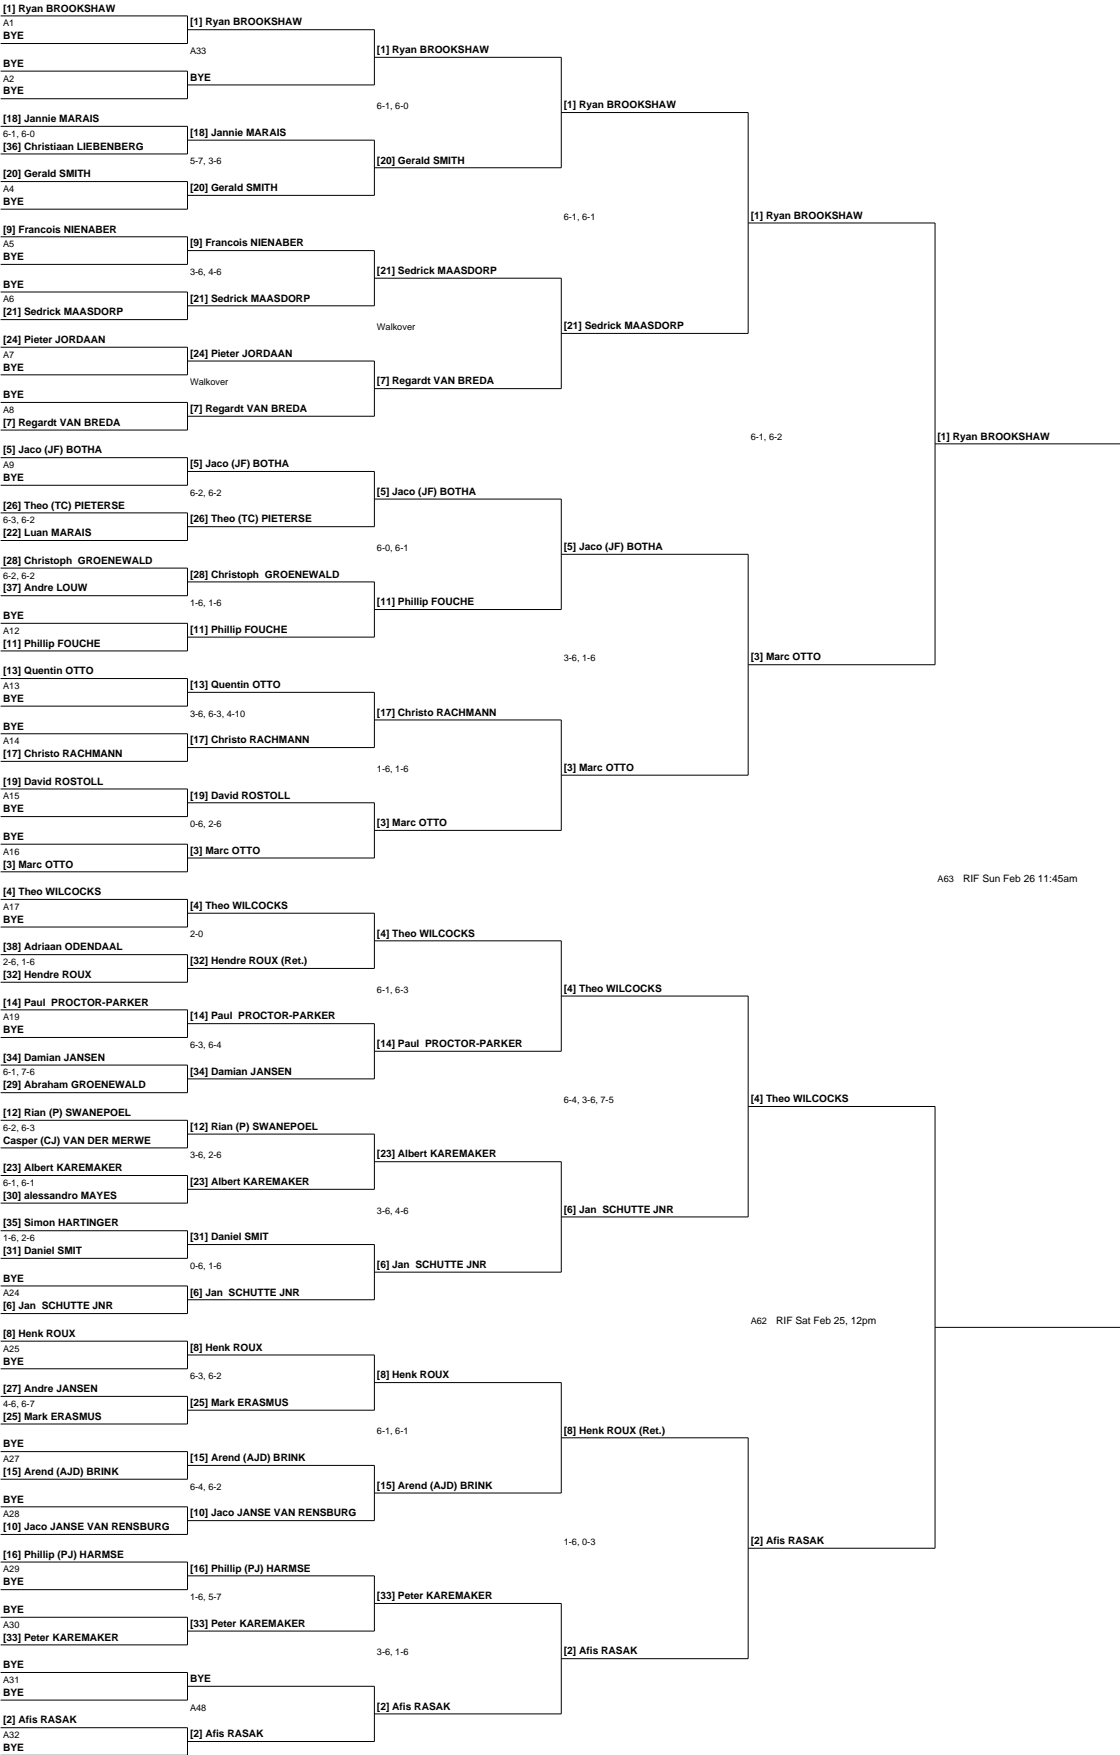 [1] Ryan BROOKSHAW
A1
BYE
BYE
A2
BYE
[18] Jannie MARAIS
6-1, 6-0
[36] Christiaan LIEBENBERG
[20] Gerald SMITH
A4
BYE
[9] Francois NIENABER
A5
BYE
BYE
A6
[21] Sedrick MAASDORP
[24] Pieter JORDAAN
A7
BYE
BYE
A8
[7] Regardt VAN BREDA
[5] Jaco (JF) BOTHA
A9
BYE
[26] Theo (TC) PIETERSE
6-3, 6-2
[22] Luan MARAIS
[28] Christoph  GROENEWALD
6-2, 6-2
[37] Andre LOUW
BYE
A12
[11] Phillip FOUCHE
[13] Quentin OTTO
A13
BYE
BYE
A14
[17] Christo RACHMANN
[19] David ROSTOLL
A15
BYE
BYE
A16
[3] Marc OTTO
[4] Theo WILCOCKS
A17
BYE
[38] Adriaan ODENDAAL
2-6, 1-6
[32] Hendre ROUX
[14] Paul  PROCTOR-PARKER
A19
BYE
[34] Damian JANSEN
6-1, 7-6
[29] Abraham GROENEWALD
[12] Rian (P) SWANEPOEL
6-2, 6-3
Casper (CJ) VAN DER MERWE
[23] Albert KAREMAKER
6-1, 6-1
[30] alessandro MAYES
[35] Simon HARTINGER
1-6, 2-6
[31] Daniel SMIT
BYE
A24
[6] Jan  SCHUTTE JNR
[8] Henk ROUX
A25
BYE
[27] Andre JANSEN
4-6, 6-7
[25] Mark ERASMUS
BYE
A27
[15] Arend (AJD) BRINK
BYE
A28
[10] Jaco JANSE VAN RENSBURG
[16] Phillip (PJ) HARMSE
A29
BYE
BYE
A30
[33] Peter KAREMAKER
BYE
A31
BYE
[2] Afis RASAK
A32
BYE
[1] Ryan BROOKSHAW
A33
BYE
[18] Jannie MARAIS
5-7, 3-6
[20] Gerald SMITH
[9] Francois NIENABER
3-6, 4-6
[21] Sedrick MAASDORP
[24] Pieter JORDAAN
Walkover
[7] Regardt VAN BREDA
[5] Jaco (JF) BOTHA
6-2, 6-2
[26] Theo (TC) PIETERSE
[28] Christoph  GROENEWALD
1-6, 1-6
[11] Phillip FOUCHE
[13] Quentin OTTO
3-6, 6-3, 4-10
[17] Christo RACHMANN
[19] David ROSTOLL
0-6, 2-6
[3] Marc OTTO
[4] Theo WILCOCKS
2-0
[32] Hendre ROUX (Ret.)
[14] Paul  PROCTOR-PARKER
6-3, 6-4
[34] Damian JANSEN
[12] Rian (P) SWANEPOEL
3-6, 2-6
[23] Albert KAREMAKER
[31] Daniel SMIT
0-6, 1-6
[6] Jan  SCHUTTE JNR
[8] Henk ROUX
6-3, 6-2
[25] Mark ERASMUS
[15] Arend (AJD) BRINK
6-4, 6-2
[10] Jaco JANSE VAN RENSBURG
[16] Phillip (PJ) HARMSE
1-6, 5-7
[33] Peter KAREMAKER
BYE
A48
[2] Afis RASAK
[1] Ryan BROOKSHAW
6-1, 6-0
[20] Gerald SMITH
[21] Sedrick MAASDORP
Walkover
[7] Regardt VAN BREDA
[5] Jaco (JF) BOTHA
6-0, 6-1
[11] Phillip FOUCHE
[17] Christo RACHMANN
1-6, 1-6
[3] Marc OTTO
[4] Theo WILCOCKS
6-1, 6-3
[14] Paul  PROCTOR-PARKER
[23] Albert KAREMAKER
3-6, 4-6
[6] Jan  SCHUTTE JNR
[8] Henk ROUX
6-1, 6-1
[15] Arend (AJD) BRINK
[33] Peter KAREMAKER
3-6, 1-6
[2] Afis RASAK
[1] Ryan BROOKSHAW
6-1, 6-1
[21] Sedrick MAASDORP
[5] Jaco (JF) BOTHA
3-6, 1-6
[3] Marc OTTO
[4] Theo WILCOCKS
6-4, 3-6, 7-5
[6] Jan  SCHUTTE JNR
[8] Henk ROUX (Ret.)
1-6, 0-3
[2] Afis RASAK
[1] Ryan BROOKSHAW
6-1, 6-2
[3] Marc OTTO
[4] Theo WILCOCKS
A62   RIF Sat Feb 25, 12pm
[2] Afis RASAK
[1] Ryan BROOKSHAW
A63   RIF Sun Feb 26 11:45am